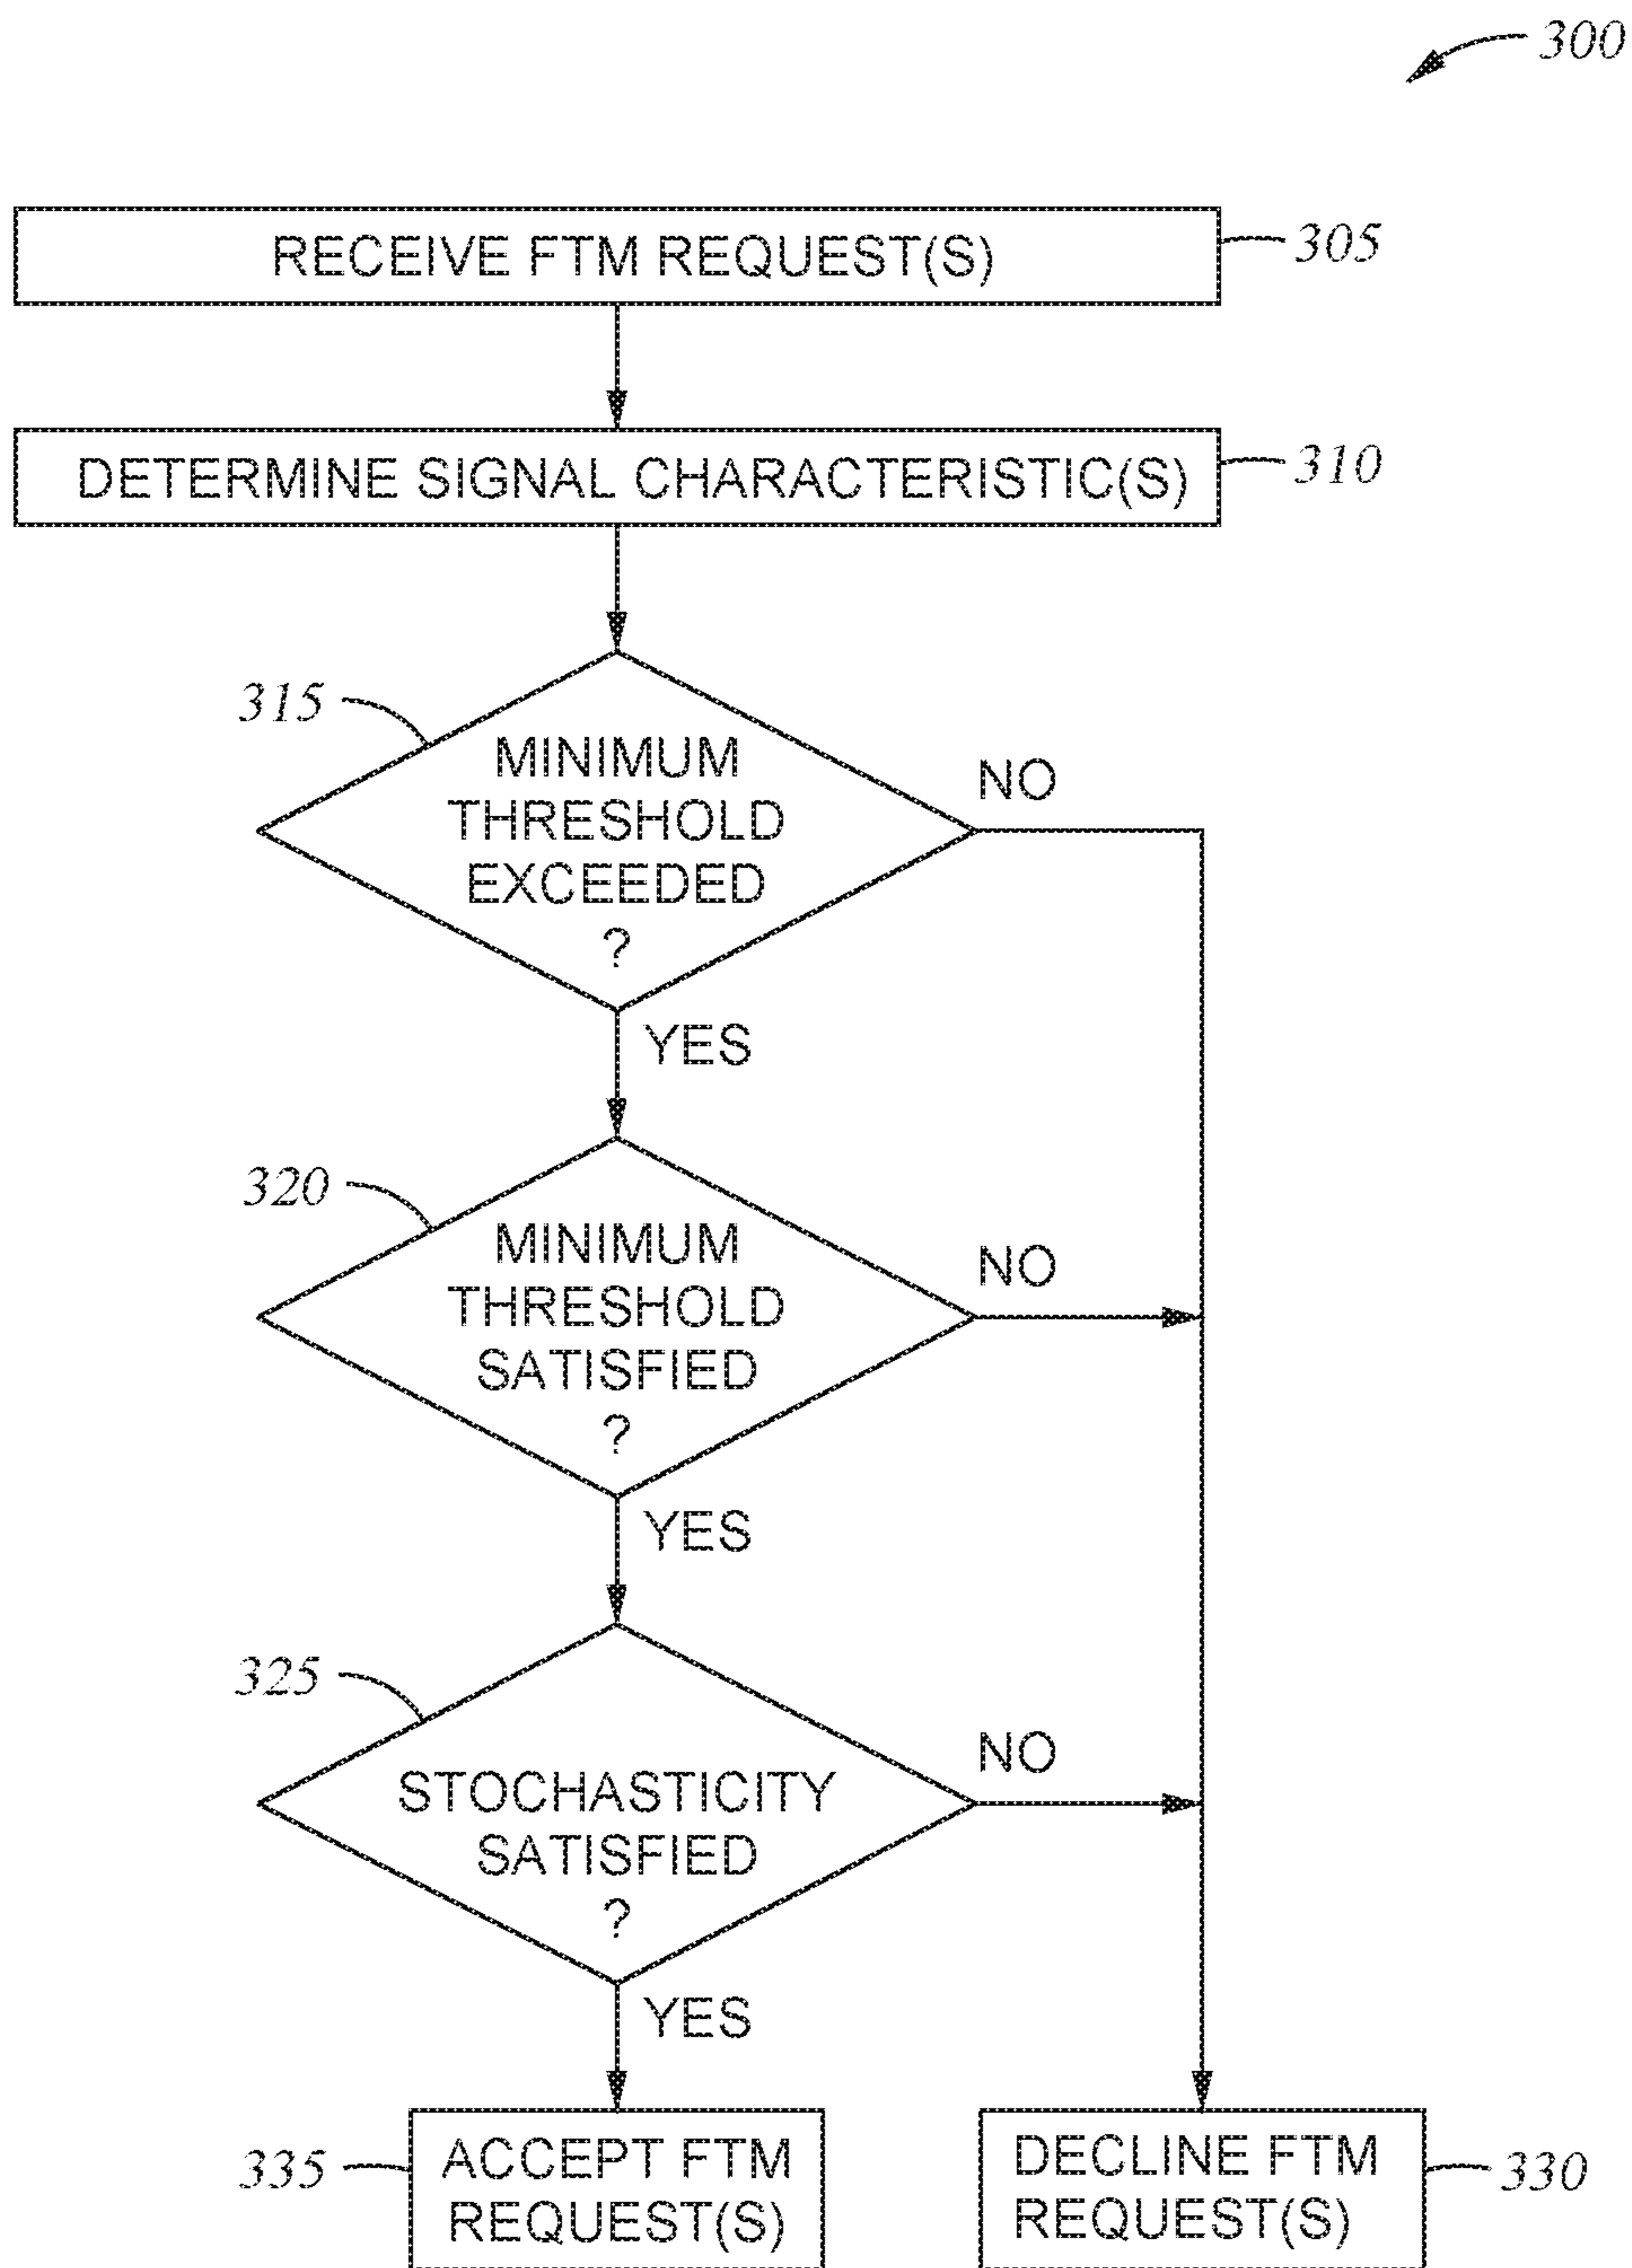 300
RECEIVE FTM REQUEST(S)
305
DETERMINE SIGNAL CHARACTERISTIC(S)
310
315
MINIMUM
THRESHOLD
EXCEEDED
?
NO
YES
320
MINIMUM
THRESHOLD
SATISFIED
?
NO
YES
325
STOCHASTICITY
SATISFIED
?
NO
YES
335
ACCEPT FTM
REQUEST(S)
DECLINE FTM
REQUEST(S)
330